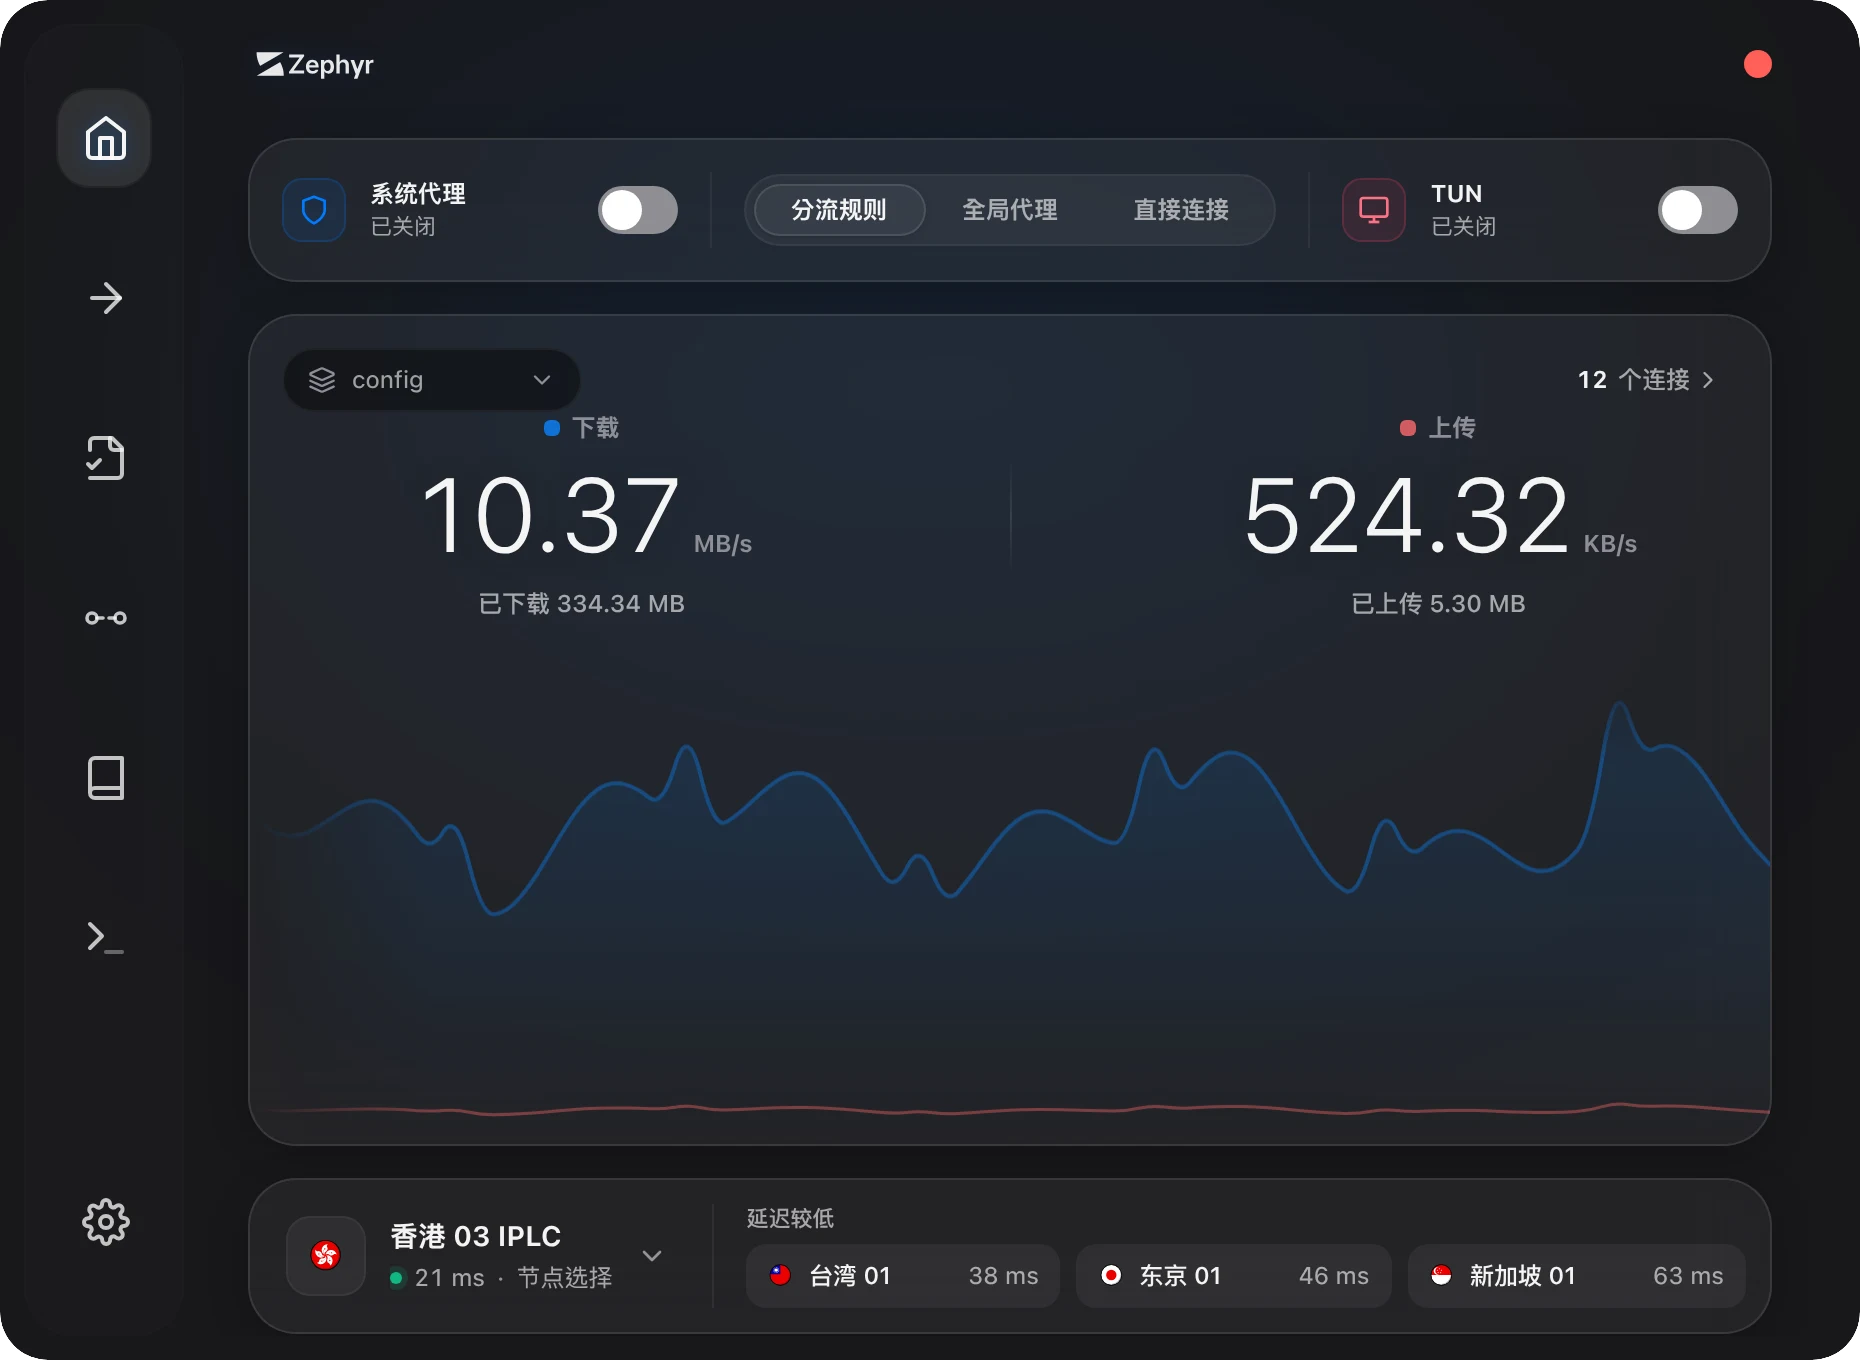 Zephyr
系统代理
已关闭
分流规则
全局代理
直接连接
TUN
已关闭
config
12 个连接
下载
10.37 MB/s
已下载 334.34 MB
上传
524.32 KB/s
已上传 5.30 MB
香港 03 IPLC
21 ms · 节点选择
延迟较低
台湾 01 38 ms
东京 01 46 ms
新加坡 01 63 ms